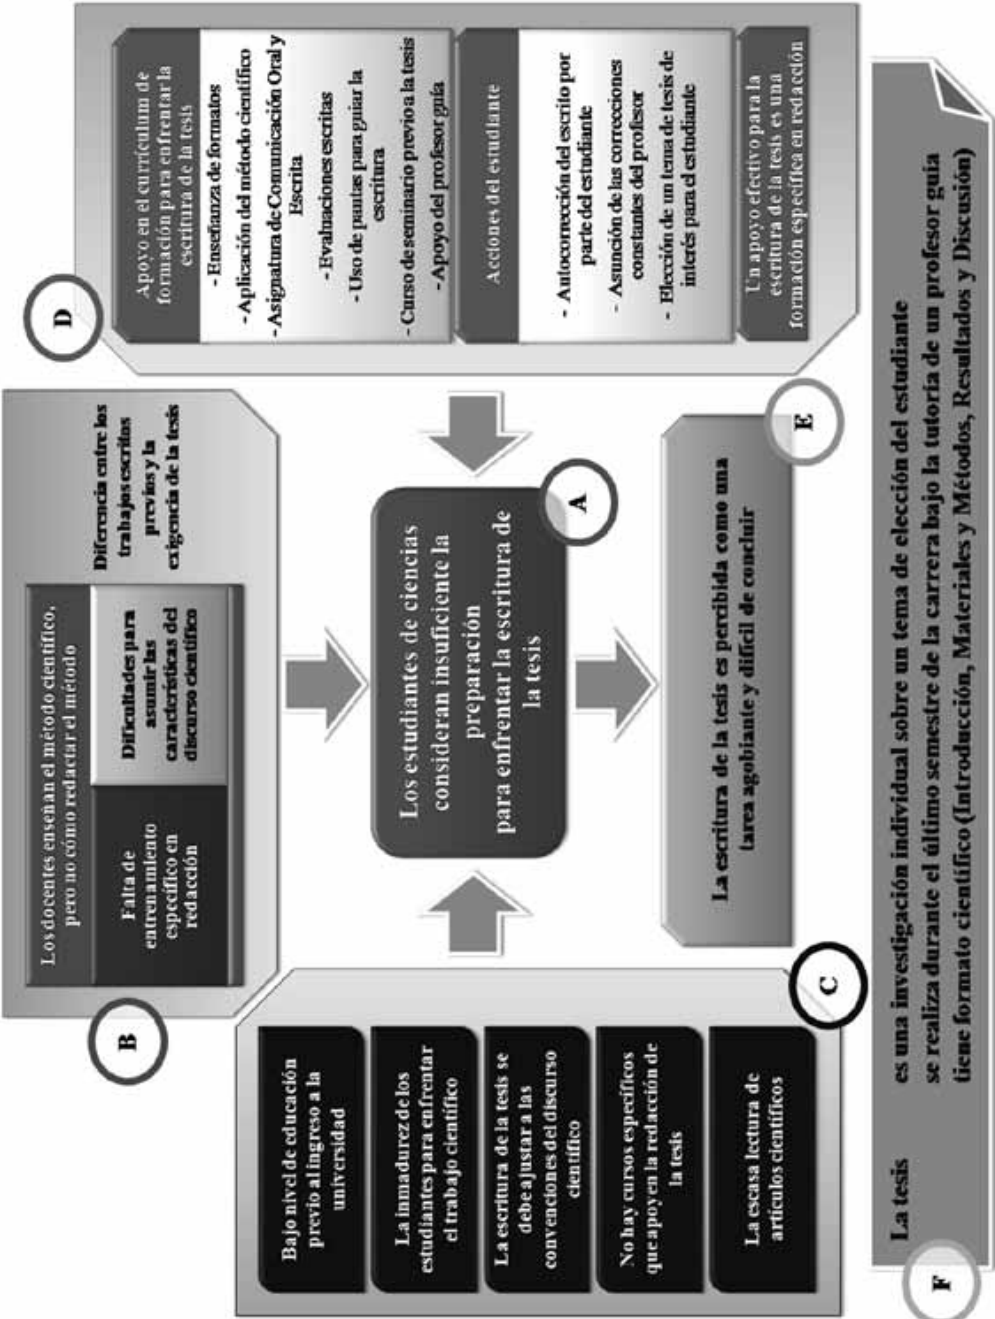 A
Los estudiantes de ciencias
consideran insuficiente la
preparación
para enfrentar la escritura de
la tesis
B
Los docentes enseñan el método científico,
pero no cómo redactar el método
Falta de
entrenamiento
específico en
redacción
Dificultades para
asumir las
características del
discurso científico
Diferencia entre los
trabajos escritos
previos y la
exigencia de la tesis
C
Bajo nivel de educación
previo al ingreso a la
universidad
La inmadurez de los
estudiantes para enfrentar
el trabajo científico
La escritura de la tesis se
debe ajustar a las
convenciones del discurso
científico
No hay cursos específicos
que apoyen la redacción de
la tesis
La escasa lectura de
artículos científicos
D
Apoyo en el currículum de
formación para enfrentar la
escritura de la tesis
- Enseñanza de formatos
- Aplicación del método científico
- Asignatura de Comunicación Oral y
Escrita
- Evaluaciones escritas
- Uso de pautas para guiar la
escritura
- Curso de seminario previo a la tesis
- Apoyo del profesor guía
Acciones del estudiante
- Autocorrección del escrito por
parte del estudiante
- Asunción de las correcciones
constantes del profesor
- Elección de un tema de tesis de
interés para el estudiante
Un apoyo efectivo para la
escritura de la tesis es una
formación específica en redacción
E
La escritura de la tesis es percibida como una
tarea agobiante y difícil de concluir
F
La tesis es una investigación individual sobre un tema de elección del estudiante
se realiza durante el último semestre de la carrera bajo la tutoría de un profesor guía
tiene formato científico (Introducción, Materiales y Métodos, Resultados y Discusión)